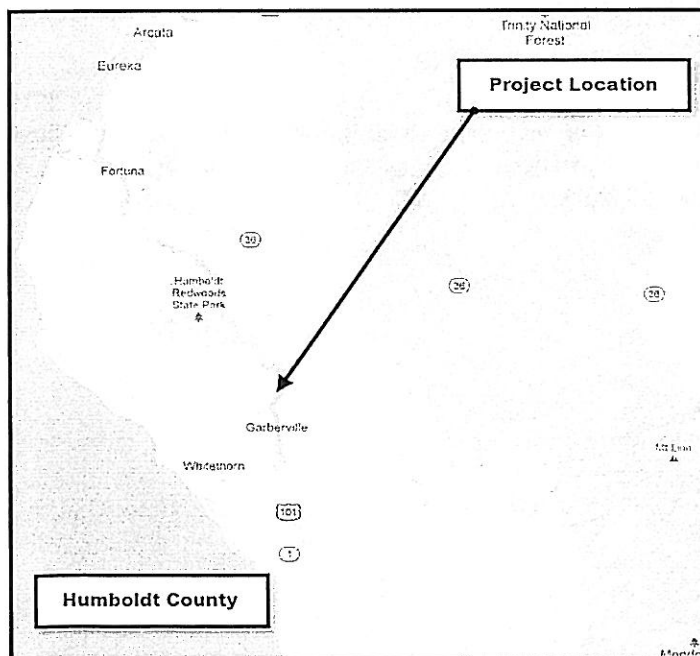 Arcata
Trinity National
Forest
Eureka
Project Location
Fortuna
36
Humboldt
Redwoods
State Park
36
36
Garberville
Whitethorn
101
1
Humboldt County